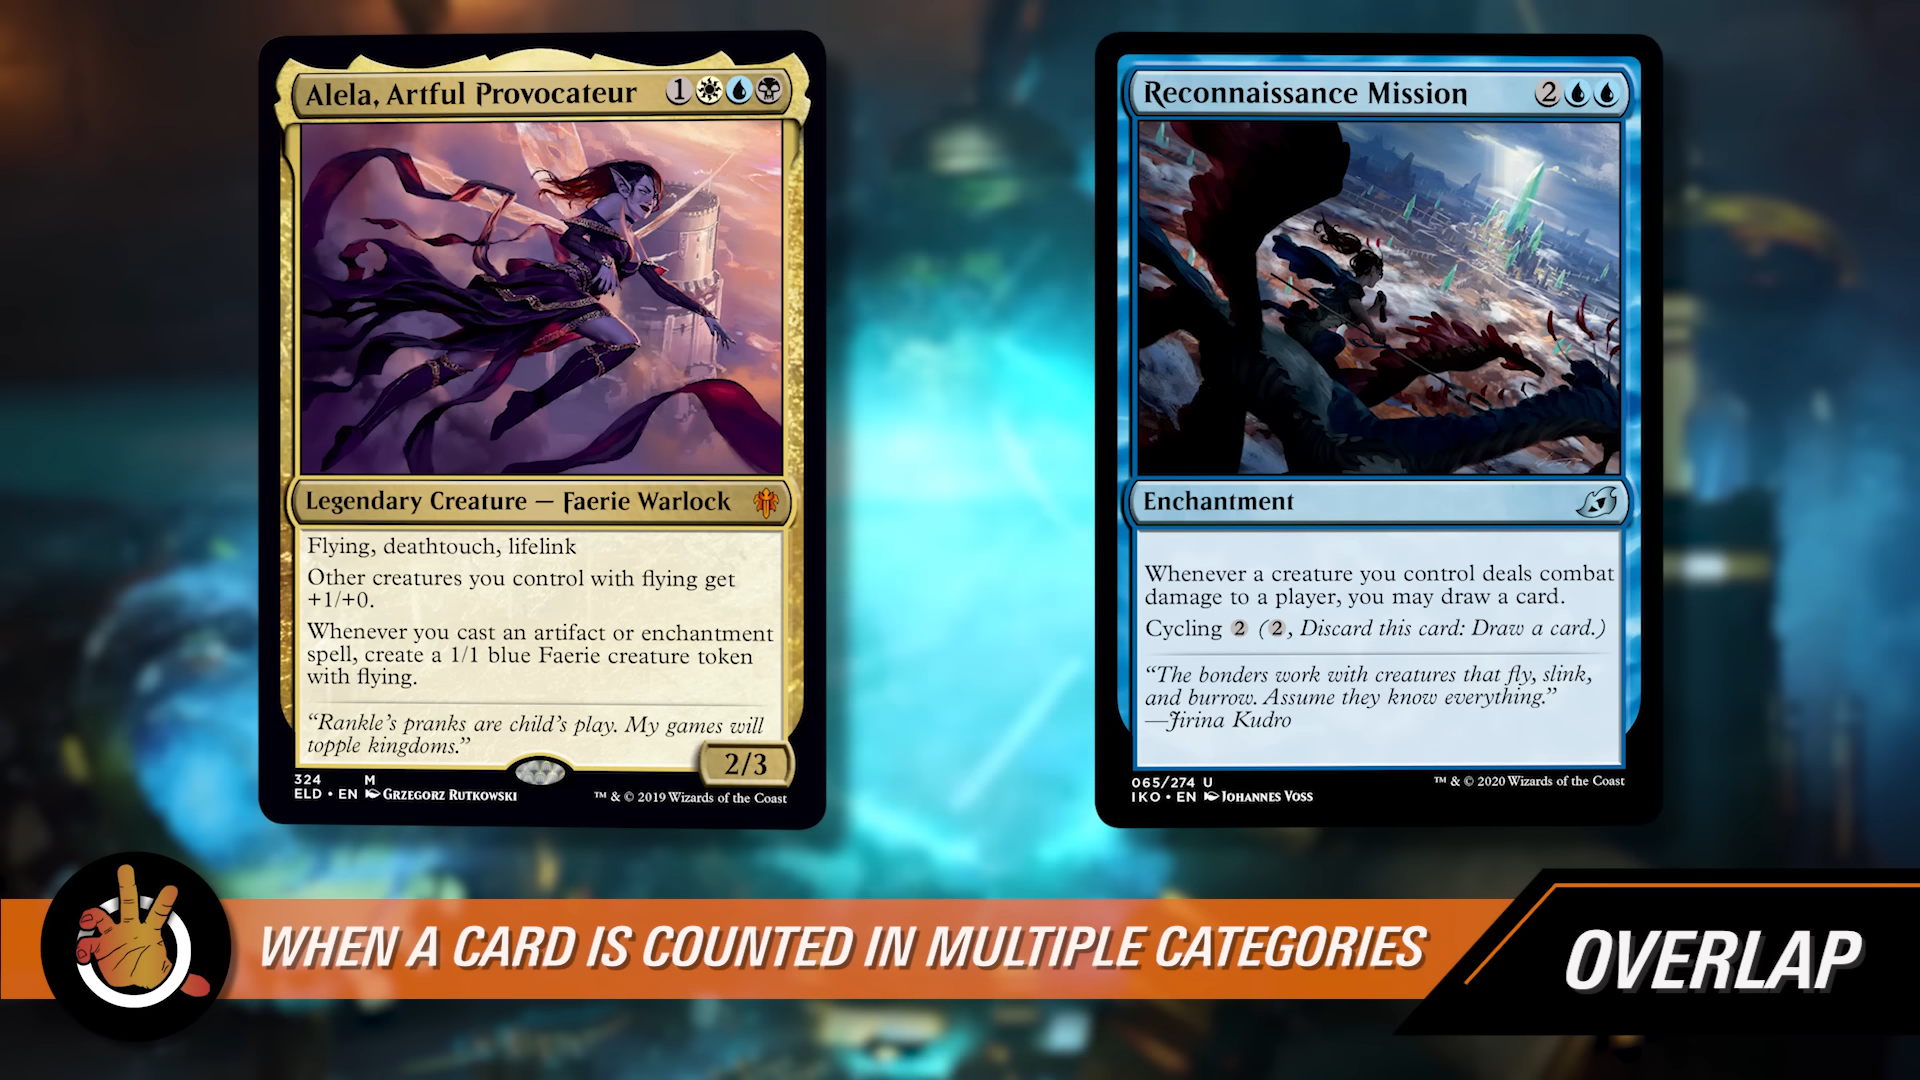 Alela, Artful Provocateur 1
Legendary Creature — Faerie Warlock
Flying, deathtouch, lifelink
Other creatures you control with flying get
+1/+0.
Whenever you cast an artifact or enchantment
spell, create a 1/1 blue Faerie creature token
with flying.
“Rankle’s pranks are child’s play. My games will
topple kingdoms.”
2/3
324 M
ELD • EN Grzegorz Rutkowski
™ & © 2019 Wizards of the Coast
Reconnaissance Mission 2
Enchantment
Whenever a creature you control deals combat
damage to a player, you may draw a card.
Cycling 2 (2, Discard this card: Draw a card.)
“The bonders work with creatures that fly, slink,
and burrow. Assume they know everything.”
—Jirina Kudro
065/274 U
IKO • EN Johannes Voss
™ & © 2020 Wizards of the Coast
WHEN A CARD IS COUNTED IN MULTIPLE CATEGORIES
OVERLAP